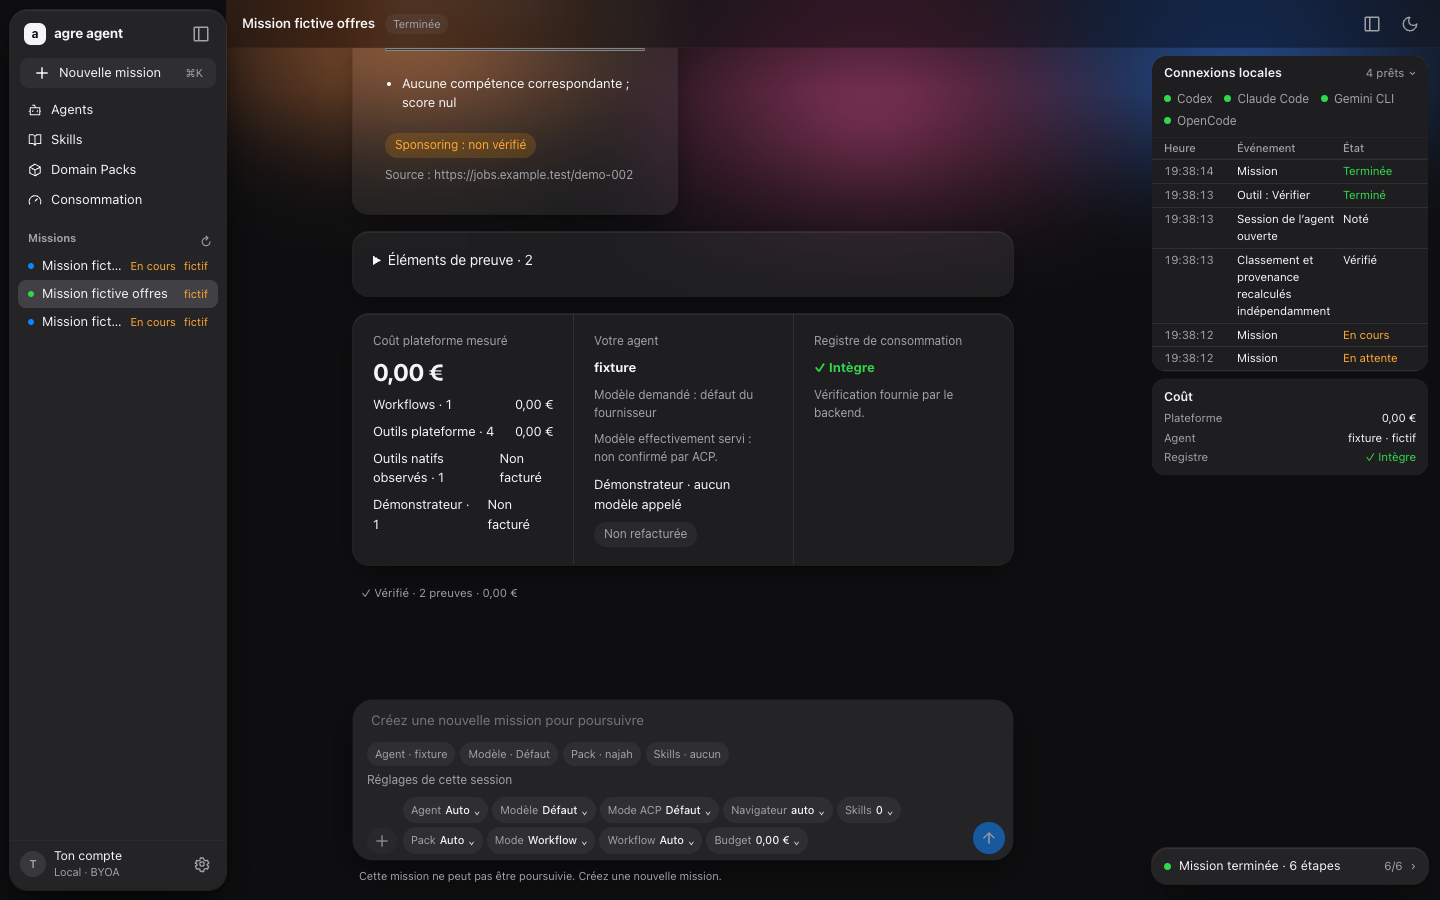 a agre agent
Nouvelle mission ⌘K
Agents
Skills
Domain Packs
Consommation
Missions
Mission fict... En cours fictif
Mission fictive offres fictif
Mission fict... En cours fictif
T
Ton compte
Local · BYOA
Mission fictive offres Terminée
• Aucune compétence correspondante ;
score nul
Sponsoring : non vérifié
Source : https://jobs.example.test/demo-002
Éléments de preuve · 2
Coût plateforme mesuré
0,00 €
Workflows · 1 0,00 €
Outils plateforme · 4 0,00 €
Outils natifs Non
observés · 1 facturé
Démonstrateur · Non
1 facturé
Votre agent
fixture
Modèle demandé : défaut du
fournisseur
Modèle effectivement servi :
non confirmé par ACP.
Démonstrateur · aucun
modèle appelé
Non refacturée
Registre de consommation
✓ Intègre
Vérification fournie par le
backend.
✓ Vérifié · 2 preuves · 0,00 €
Créez une nouvelle mission pour poursuivre
Agent · fixture Modèle · Défaut Pack · najah Skills · aucun
Réglages de cette session
Agent Auto Modèle Défaut Mode ACP Défaut Navigateur auto Skills 0
Pack Auto Mode Workflow Workflow Auto Budget 0,00 €
Cette mission ne peut pas être poursuivie. Créez une nouvelle mission.
Connexions locales 4 prêts
Codex Claude Code Gemini CLI
OpenCode
Heure Événement État
19:38:14 Mission Terminée
19:38:13 Outil : Vérifier Terminé
19:38:13 Session de l'agent Noté
ouverte
19:38:13 Classement et Vérifié
provenance
recalculés
indépendamment
19:38:12 Mission En cours
19:38:12 Mission En attente
Coût
Plateforme 0,00 €
Agent fixture · fictif
Registre ✓ Intègre
Mission terminée · 6 étapes 6/6 ›